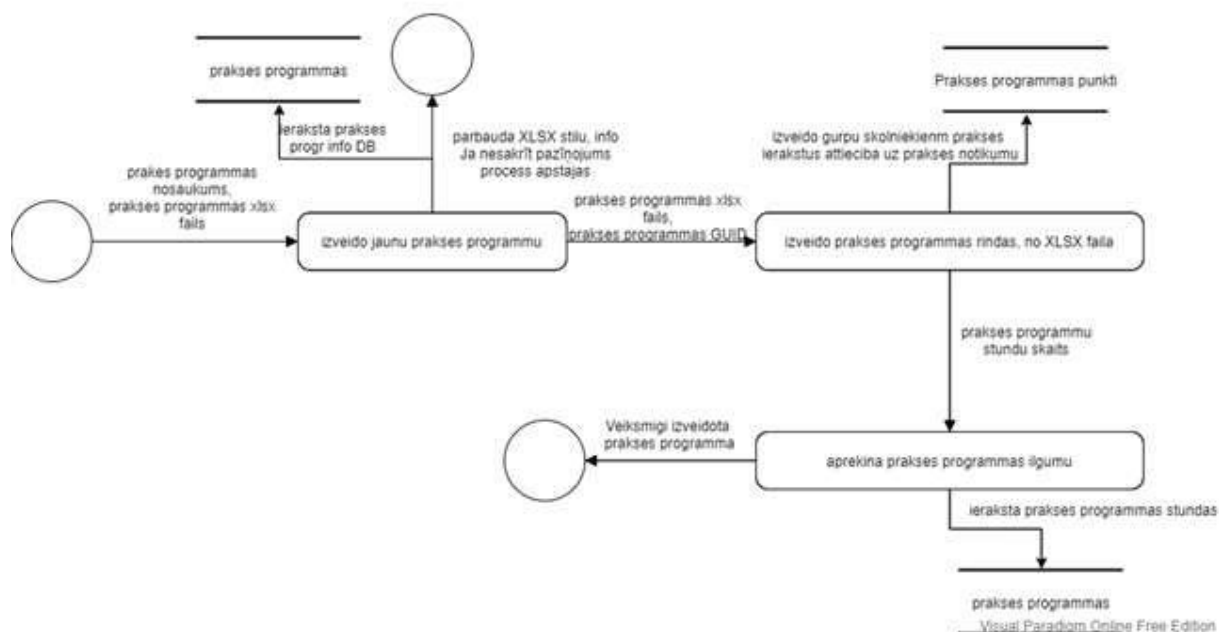 prakses programmas
Prakses programmas punkti
ieraksta prakses
progr info DB
parbauda XLSX stilu, info
Ja nesakrīt paziņojums
process apstajas
izveido gurpu skolniekienm prakses
ierakstus attieciba uz prakses notikumu
prakes programmas
nosaukums,
prakses programmas xlsx
fails
izveido jaunu prakses programmu
prakses programmas xlsx
fails,
prakses programmas GUID
izveido prakses programmas rindas, no XLSX faila
prakses programmu
stundu skaits
Veiksmigi izveidota
prakses programma
aprekina prakses programmas ilgumu
ieraksta prakses programmas stundas
prakses programmas
Visual Paradigm Online Free Edition